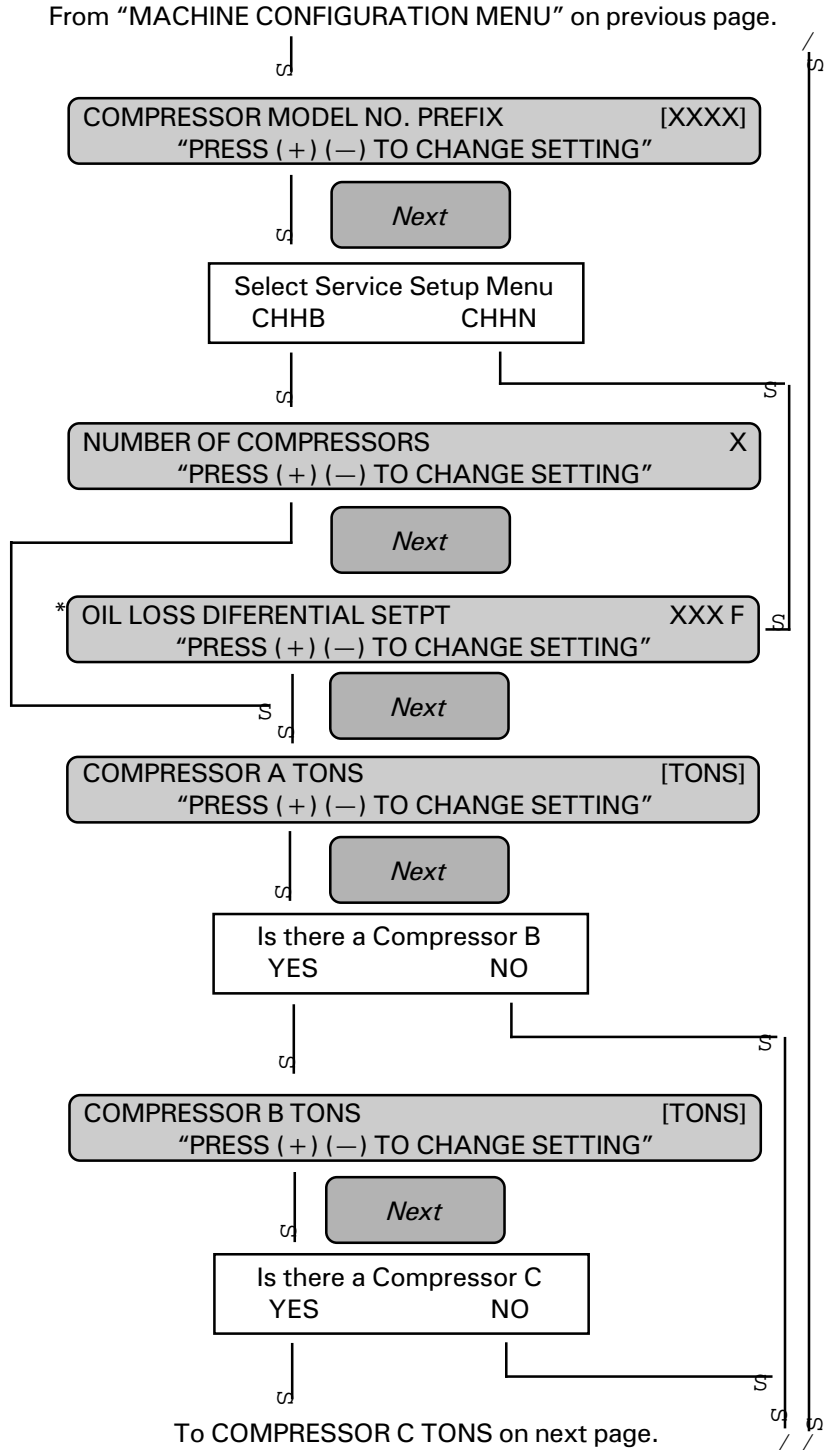 From “MACHINE CONFIGURATION MENU” on previous page.
COMPRESSOR MODEL NO. PREFIX [XXXX]
“PRESS (+) (—) TO CHANGE SETTING”
Next
Select Service Setup Menu
CHHB CHHN
NUMBER OF COMPRESSORS X
“PRESS (+) (—) TO CHANGE SETTING”
Next
* OIL LOSS DIFERENTIAL SETPT XXX F
“PRESS (+) (—) TO CHANGE SETTING”
Next
COMPRESSOR A TONS [TONS]
“PRESS (+) (—) TO CHANGE SETTING”
Next
Is there a Compressor B
YES NO
COMPRESSOR B TONS [TONS]
“PRESS (+) (—) TO CHANGE SETTING”
Next
Is there a Compressor C
YES NO
To COMPRESSOR C TONS on next page.